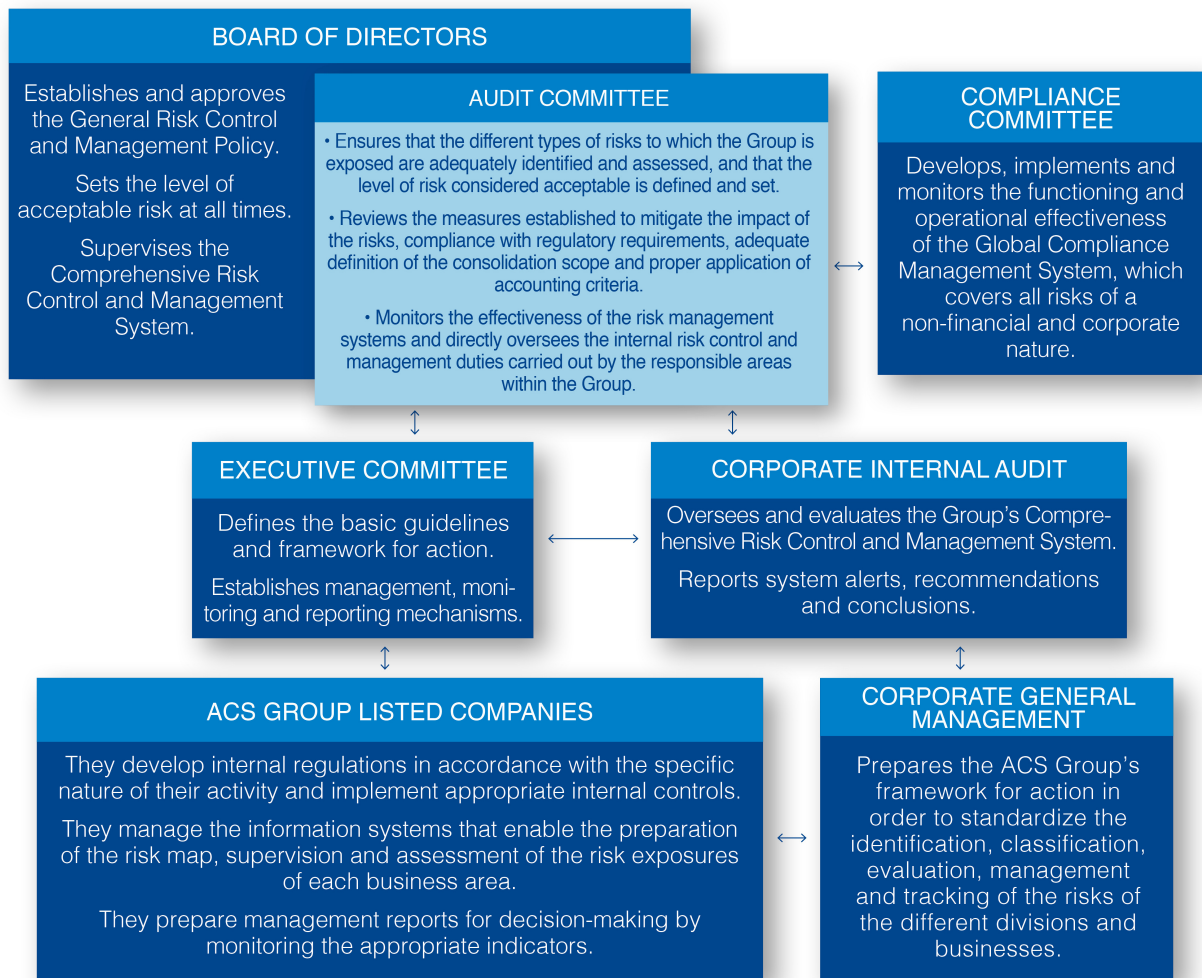 BOARD OF DIRECTORS
Establishes and approves
the General Risk Control
and Management Policy.
Sets the level of
acceptable risk at all times.
Supervises the
Comprehensive Risk
Control and Management
System.
AUDIT COMMITTEE
• Ensures that the different types of risks to which the Group is
exposed are adequately identified and assessed, and that the
level of risk considered acceptable is defined and set.
• Reviews the measures established to mitigate the impact of
the risks, compliance with regulatory requirements, adequate
definition of the consolidation scope and proper application of
accounting criteria.
• Monitors the effectiveness of the risk management
systems and directly oversees the internal risk control and
management duties carried out by the responsible areas
within the Group.
COMPLIANCE
COMMITTEE
Develops, implements and
monitors the functioning and
operational effectiveness
of the Global Compliance
Management System, which
covers all risks of a
non-financial and corporate
nature.
EXECUTIVE COMMITTEE
Defines the basic guidelines
and framework for action.
Establishes management, moni-
toring and reporting mechanisms.
CORPORATE INTERNAL AUDIT
Oversees and evaluates the Group's Compre-
hensive Risk Control and Management System.
Reports system alerts, recommendations
and conclusions.
ACS GROUP LISTED COMPANIES
They develop internal regulations in accordance with the specific
nature of their activity and implement appropriate internal controls.
They manage the information systems that enable the preparation
of the risk map, supervision and assessment of the risk exposures
of each business area.
They prepare management reports for decision-making by
monitoring the appropriate indicators.
CORPORATE GENERAL
MANAGEMENT
Prepares the ACS Group's
framework for action in
order to standardize the
identification, classification,
evaluation, management
and tracking of the risks of
the different divisions and
businesses.